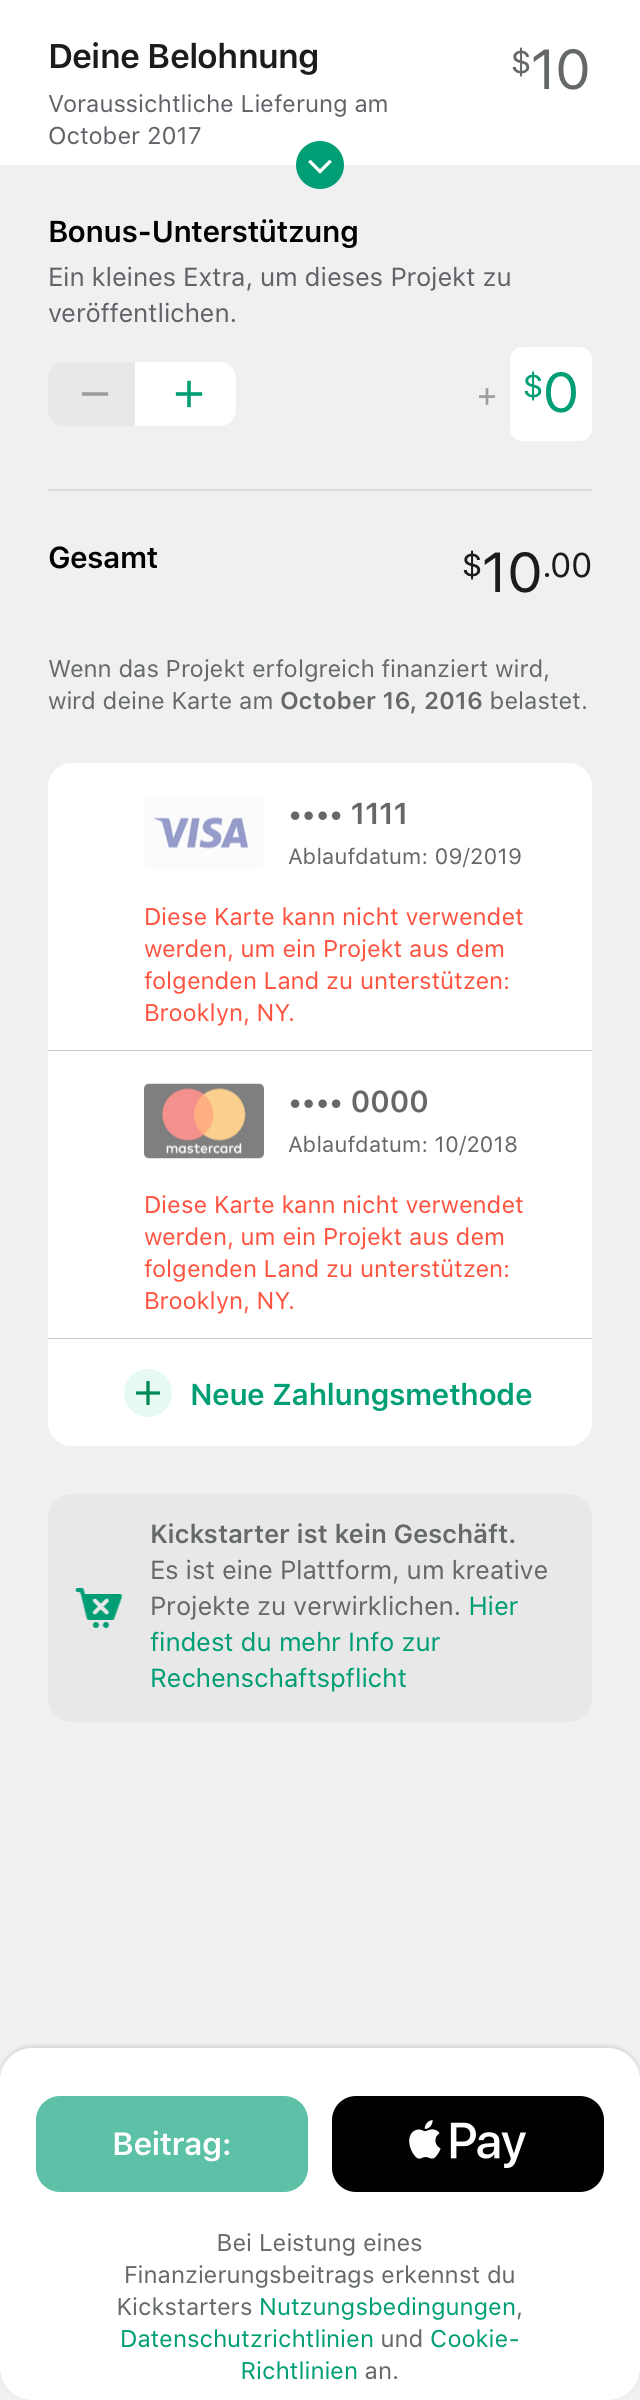 Deine Belohnung
$10
Voraussichtliche Lieferung am
October 2017
Bonus-Unterstützung
Ein kleines Extra, um dieses Projekt zu
veröffentlichen.
+ $0
Gesamt
$10.00
Wenn das Projekt erfolgreich finanziert wird,
wird deine Karte am October 16, 2016 belastet.
VISA
•••• 1111
Ablaufdatum: 09/2019
Diese Karte kann nicht verwendet
werden, um ein Projekt aus dem
folgenden Land zu unterstützen:
Brooklyn, NY.
mastercard
•••• 0000
Ablaufdatum: 10/2018
Diese Karte kann nicht verwendet
werden, um ein Projekt aus dem
folgenden Land zu unterstützen:
Brooklyn, NY.
Neue Zahlungsmethode
Kickstarter ist kein Geschäft.
Es ist eine Plattform, um kreative
Projekte zu verwirklichen. Hier
findest du mehr Info zur
Rechenschaftspflicht
Beitrag:
Pay
Bei Leistung eines
Finanzierungsbeitrags erkennst du
Kickstarters Nutzungsbedingungen,
Datenschutzrichtlinien und Cookie-
Richtlinien an.